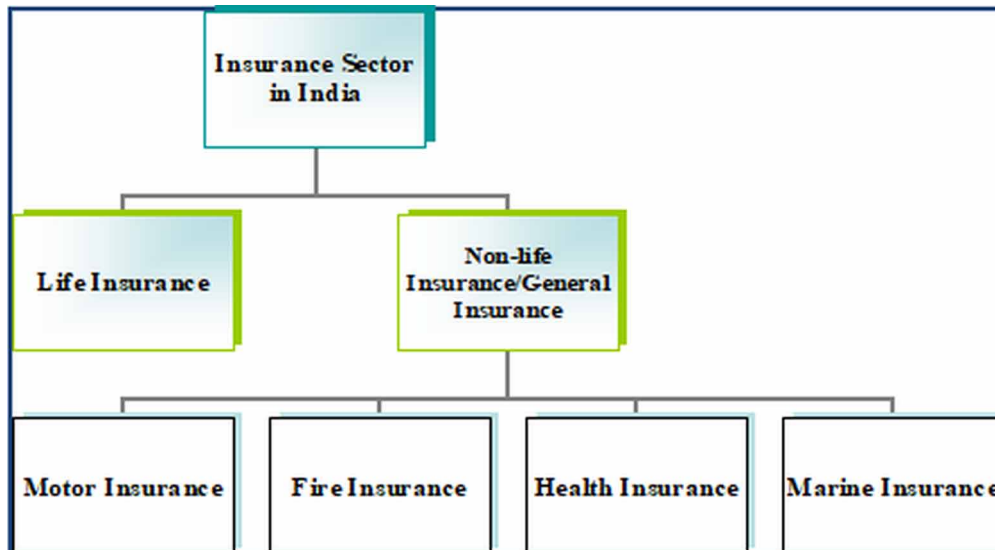 Insurance Sector
in India
Life Insurance
Non-life
Insurance/General
Insurance
Motor Insurance
Fire Insurance
Health Insurance
Marine Insurance